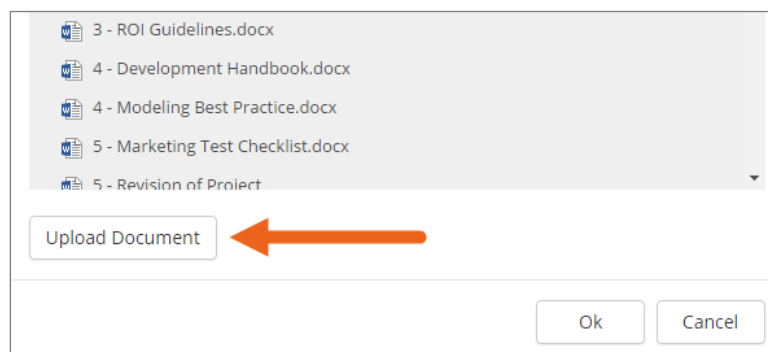 3 - ROI Guidelines.docx
4 - Development Handbook.docx
4 - Modeling Best Practice.docx
5 - Marketing Test Checklist.docx
5 - Revision of Project
Upload Document
Ok Cancel